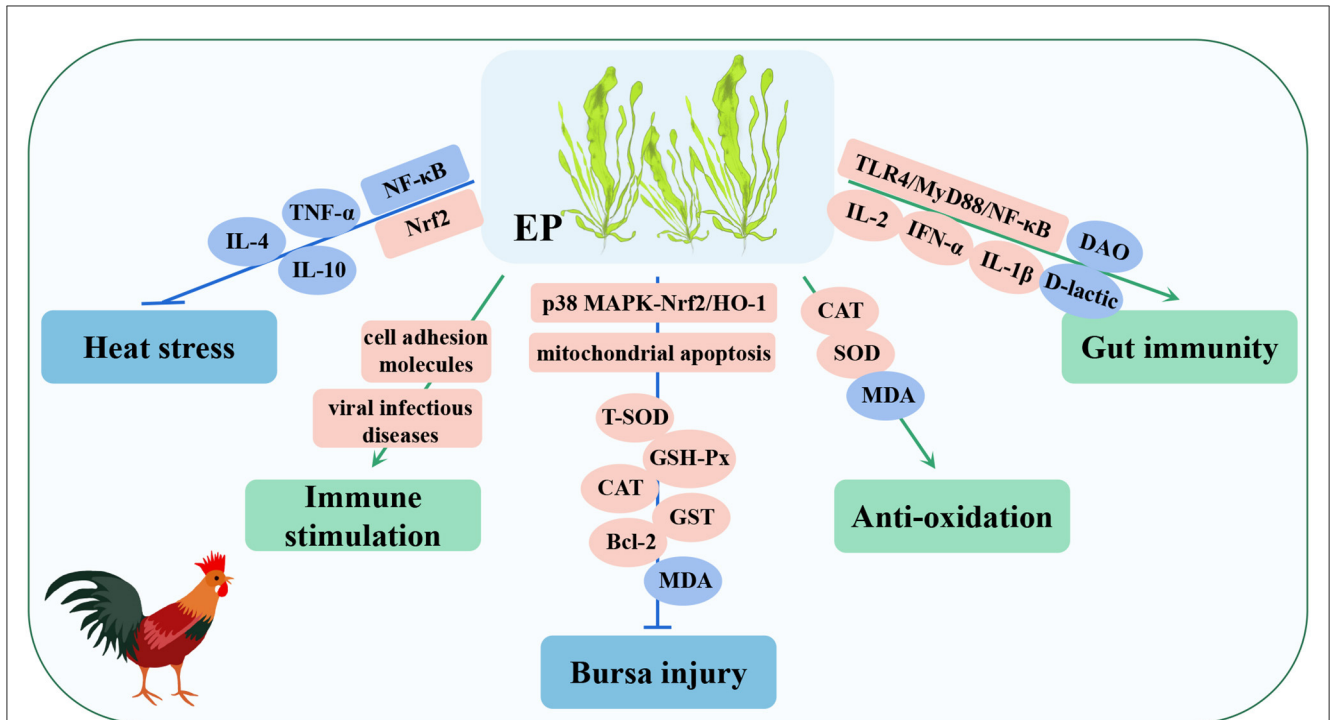 EP
NF-κB
Nrf2
TNF-α
IL-4
IL-10
Heat stress
cell adhesion
molecules
viral infectious
diseases
Immune
stimulation
p38 MAPK-Nrf2/HO-1
mitochondrial apoptosis
T-SOD
GSH-Px
CAT
GST
Bcl-2
MDA
Bursa injury
CAT
SOD
MDA
Anti-oxidation
TLR4/MyD88/NF-κB
IL-2
IFN-α
IL-1β
DAO
D-lactic
Gut immunity